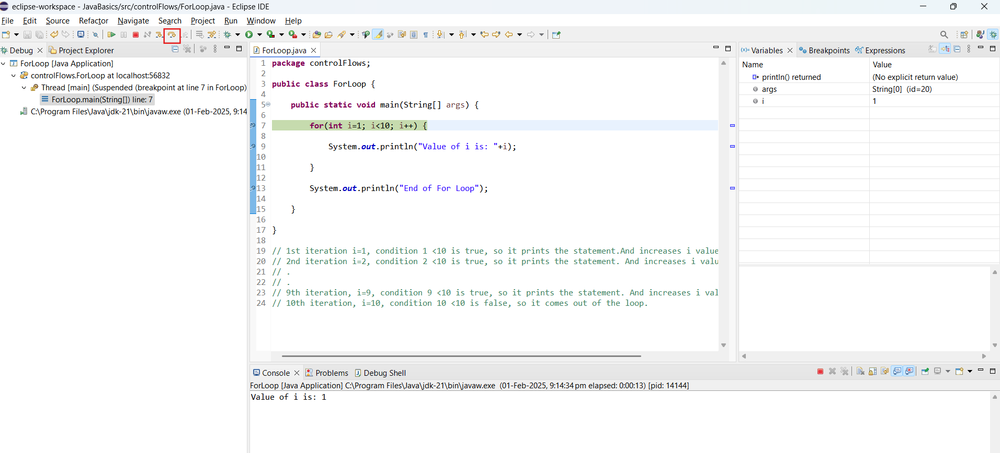 eclipse-workspace - JavaBasics/src/controlFlows/ForLoop.java - Eclipse IDE
File Edit Source Refactor Navigate Search Project Run Window Help
Debug Project Explorer
ForLoop [Java Application]
controlFlows.ForLoop at localhost:56832
Thread [main] (Suspended (breakpoint at line 7 in ForLoop)
ForLoop.main(String[]) line: 7
C:\Program Files\Java\jdk-21\bin\javaw.exe (01-Feb-2025, 9:14
ForLoop.java
1 package controlFlows;
2
3 public class ForLoop {
4
5 public static void main(String[] args) {
6
7 for(int i=1; i<10; i++) {
8
9 System.out.println("Value of i is: "+i);
10
11 }
12
13 System.out.println("End of For Loop");
14
15 }
16
17 }
18
19 // 1st iteration i=1, condition 1 <10 is true, so it prints the statement.And increases i value
20 // 2nd iteration i=2, condition 2 <10 is true, so it prints the statement. And increases i valu
21 // .
22 // .
23 // 9th iteration, i=9, condition 9 <10 is true, so it prints the statement. And increases i val
24 // 10th iteration, i=10, condition 10 <10 is false, so it comes out of the loop.
Variables Breakpoints Expressions
Name Value
println() returned (No explicit return value)
args String[0] (id=20)
i 1
Console Problems Debug Shell
ForLoop [Java Application] C:\Program Files\Java\jdk-21\bin\javaw.exe (01-Feb-2025, 9:14:34 pm elapsed: 0:00:13) [pid: 14144]
Value of i is: 1